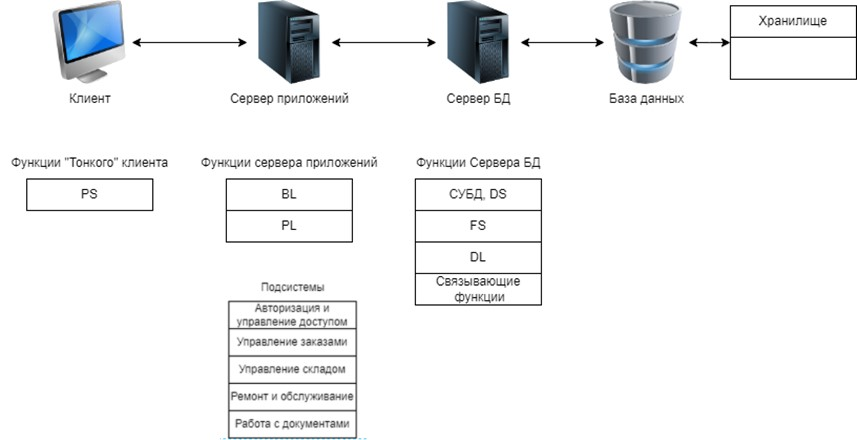 Хранилище
Клиент
Сервер приложений
Сервер БД
База данных
Функции "Тонкого" клиента
PS
Функции сервера приложений
BL
PL
Функции Сервера БД
СУБД, DS
FS
DL
Связывающие
функции
Подсистемы
Авторизация и
управление доступом
Управление заказами
Управление складом
Ремонт и обслуживание
Работа с документами